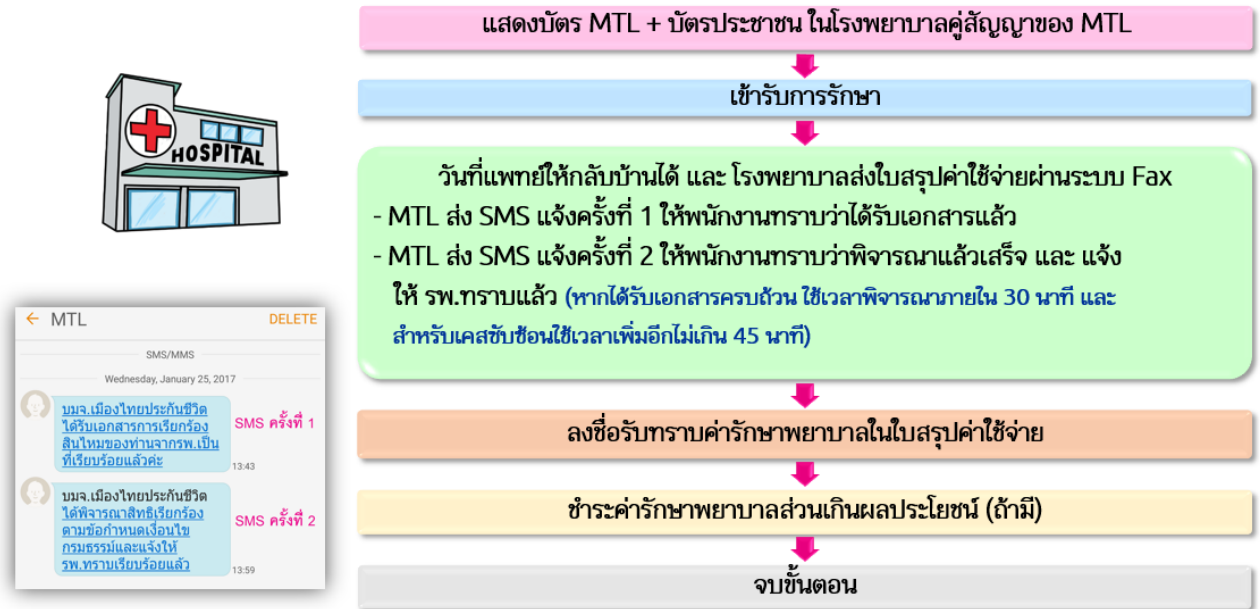 แสดงบัตร MTL + บัตรประชาชน ในโรงพยาบาลคู่สัญญาของ MTL
เข้ารับการรักษา
HOSPITAL
วันที่แพทย์ให้กลับบ้านได้ และ โรงพยาบาลส่งใบสรุปค่าใช้จ่ายผ่านระบบ Fax
- MTL ส่ง SMS แจ้งครั้งที่ 1 ให้พนักงานทราบว่าได้รับเอกสารแล้ว
- MTL ส่ง SMS แจ้งครั้งที่ 2 ให้พนักงานทราบว่าพิจารณาแล้วเสร็จ และ แจ้ง
ให้ รพ.ทราบแล้ว (หากได้รับเอกสารครบถ้วน ใช้เวลาพิจารณาภายใน 30 นาที และ
สำหรับเคสซับซ้อนใช้เวลาเพิ่มอีกไม่เกิน 45 นาที)
ลงชื่อรับทราบค่ารักษาพยาบาลในใบสรุปค่าใช้จ่าย
ชำระค่ารักษาพยาบาลส่วนเกินผลประโยชน์ (ถ้ามี)
จบขั้นตอน
← MTL DELETE
SMS/MMS
Wednesday, January 25, 2017
บมจ.เมืองไทยประกันชีวิต
ได้รับเอกสารการเรียกร้อง
สินไหมของท่านจากรพ.เป็น
ที่เรียบร้อยแล้วค่ะ
13:43
SMS ครั้งที่ 1
บมจ.เมืองไทยประกันชีวิต
ได้พิจารณาสิทธิเรียกร้อง
ตามข้อกำหนดเงื่อนไข
กรมธรรม์และแจ้งให้
รพ.ทราบเรียบร้อยแล้ว
13:59
SMS ครั้งที่ 2